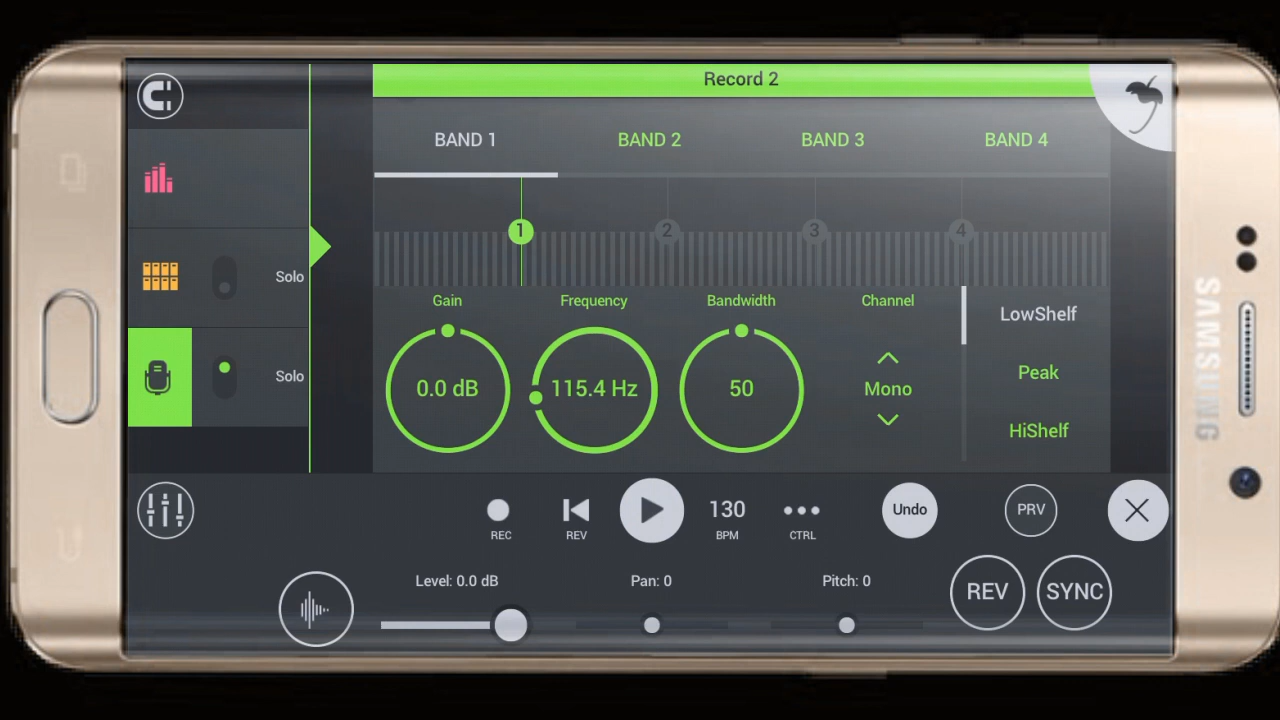 Record 2
BAND 1 BAND 2 BAND 3 BAND 4
1 2 3 4
Gain Frequency Bandwidth Channel
LowShelf
Solo
0.0 dB 115.4 Hz 50 Mono
Peak
Solo
HiShelf
130
Undo
PRV
REC REV BPM CTRL
Level: 0.0 dB Pan: 0 Pitch: 0
REV SYNC
SAMSUNG